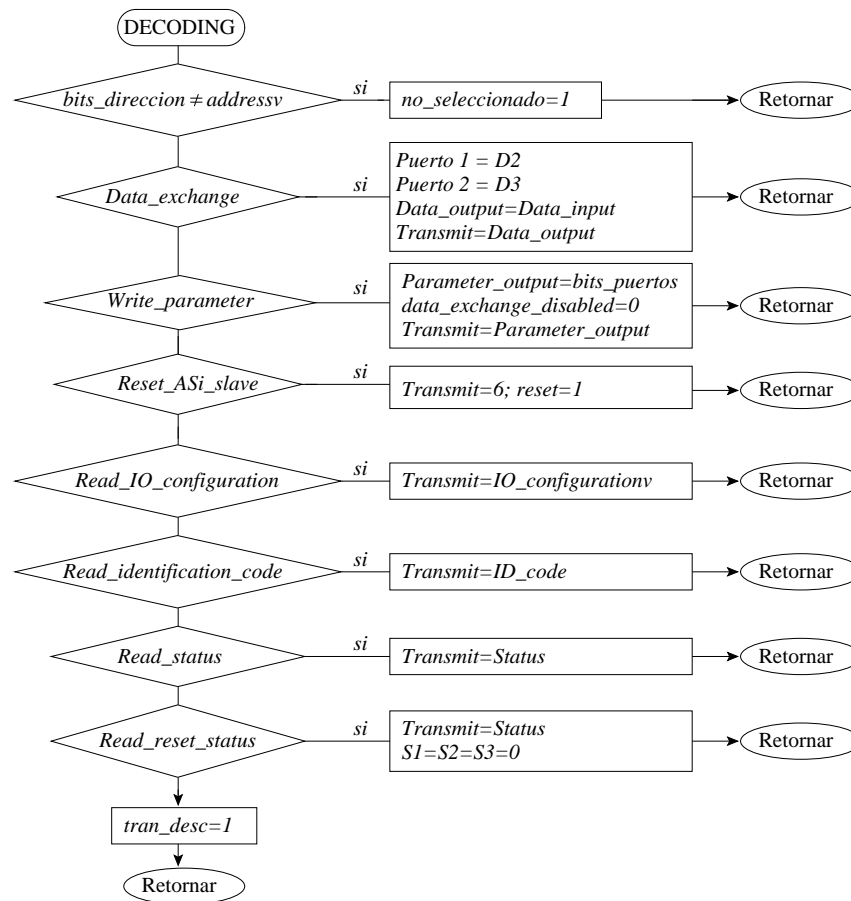 DECODING
bits_direccion ≠ addressv
si
no_seleccionado=1
Retornar
Data_exchange
si
Puerto 1 = D2
Puerto 2 = D3
Data_output=Data_input
Transmit=Data_output
Retornar
Write_parameter
si
Parameter_output=bits_puertos
data_exchange_disabled=0
Transmit=Parameter_output
Retornar
Reset_ASi_slave
si
Transmit=6; reset=1
Retornar
Read_IO_configuration
si
Transmit=IO_configurationv
Retornar
Read_identification_code
si
Transmit=ID_code
Retornar
Read_status
si
Transmit=Status
Retornar
Read_reset_status
si
Transmit=Status
S1=S2=S3=0
Retornar
tran_desc=1
Retornar